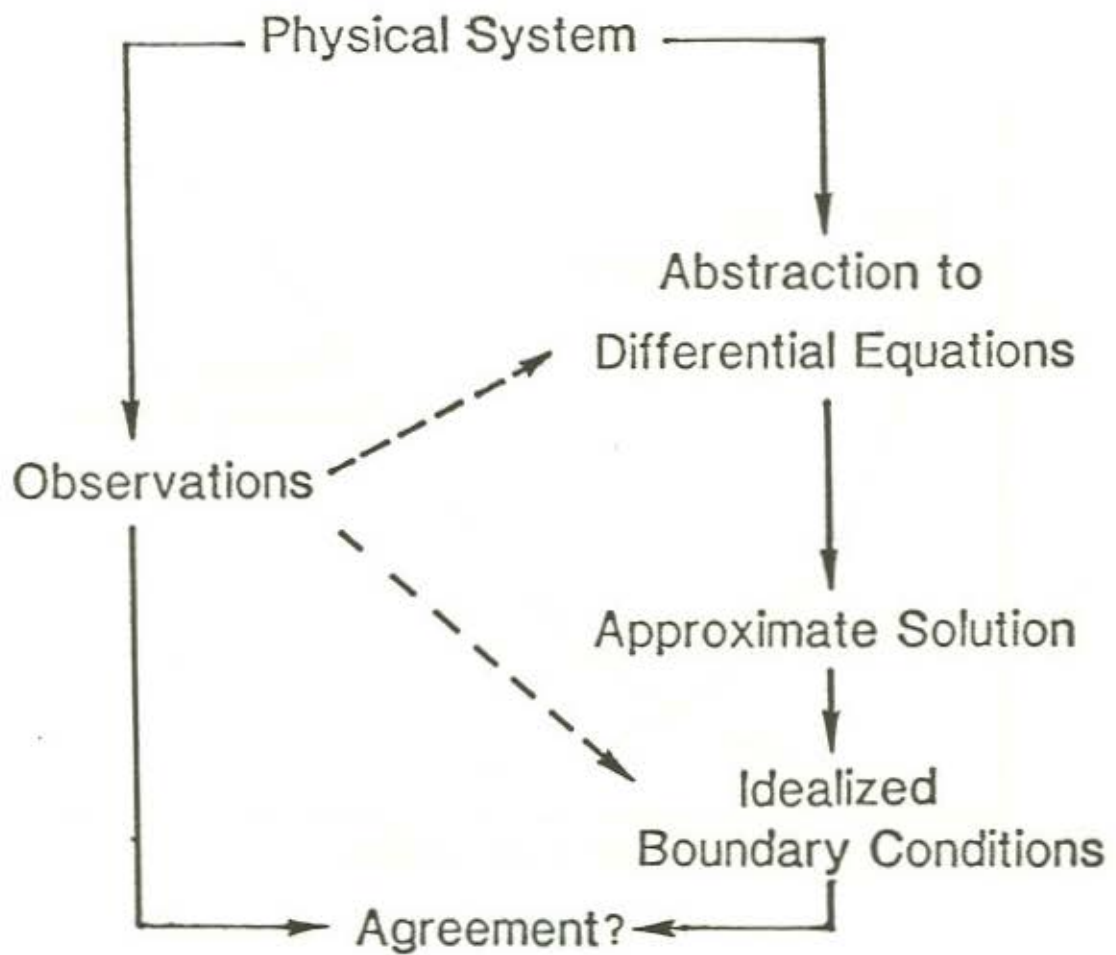 Physical System
Abstraction to
Differential Equations
Observations
Approximate Solution
Idealized
Boundary Conditions
Agreement?